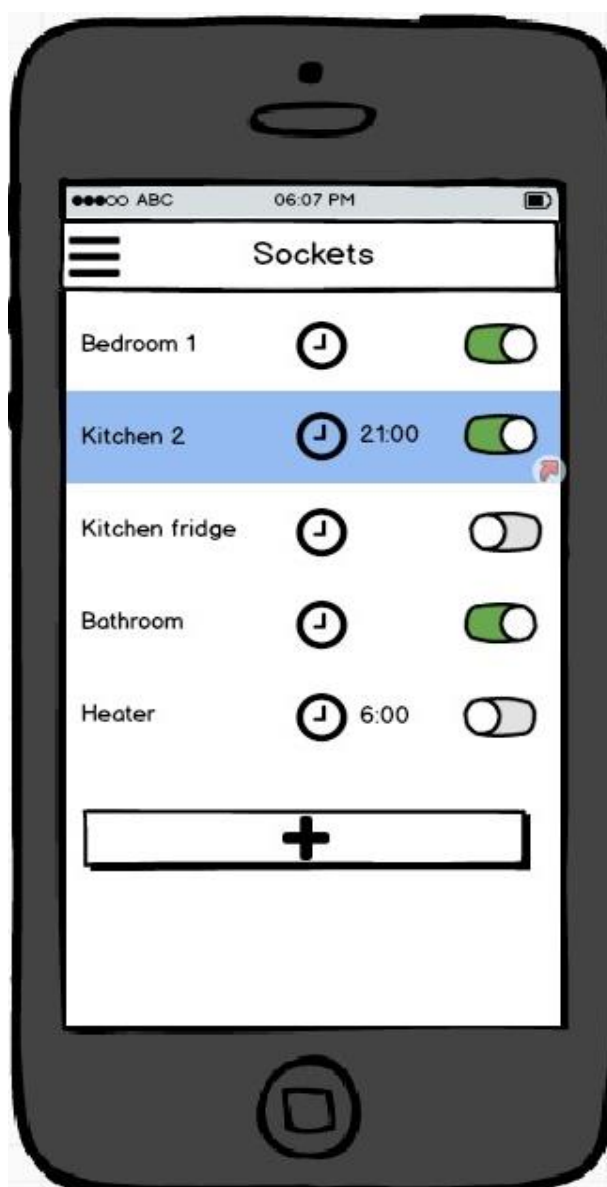 ABC 06:07 PM
Sockets
Bedroom 1
Kitchen 2 21:00
Kitchen fridge
Bathroom
Heater 6:00
+